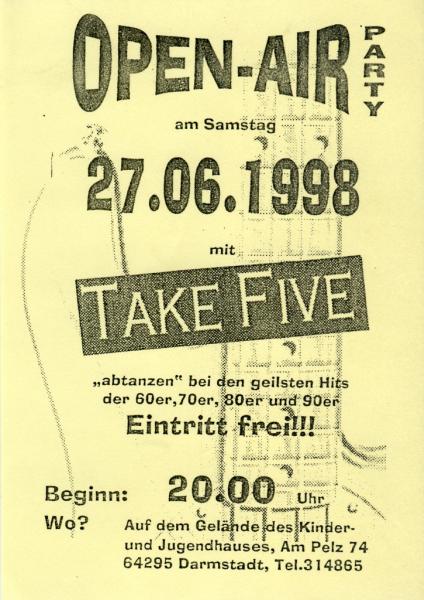 OPEN-AIR PARTY
am Samstag
27.06.1998
mit
TAKE FIVE
„abtanzen" bei den geilsten Hits
der 60er,70er, 80er und 90er
Eintritt frei!!!
Beginn: 20.00 Uhr
Wo? Auf dem Gelände des Kinder-
und Jugendhauses, Am Pelz 74
64295 Darmstadt, Tel.314865